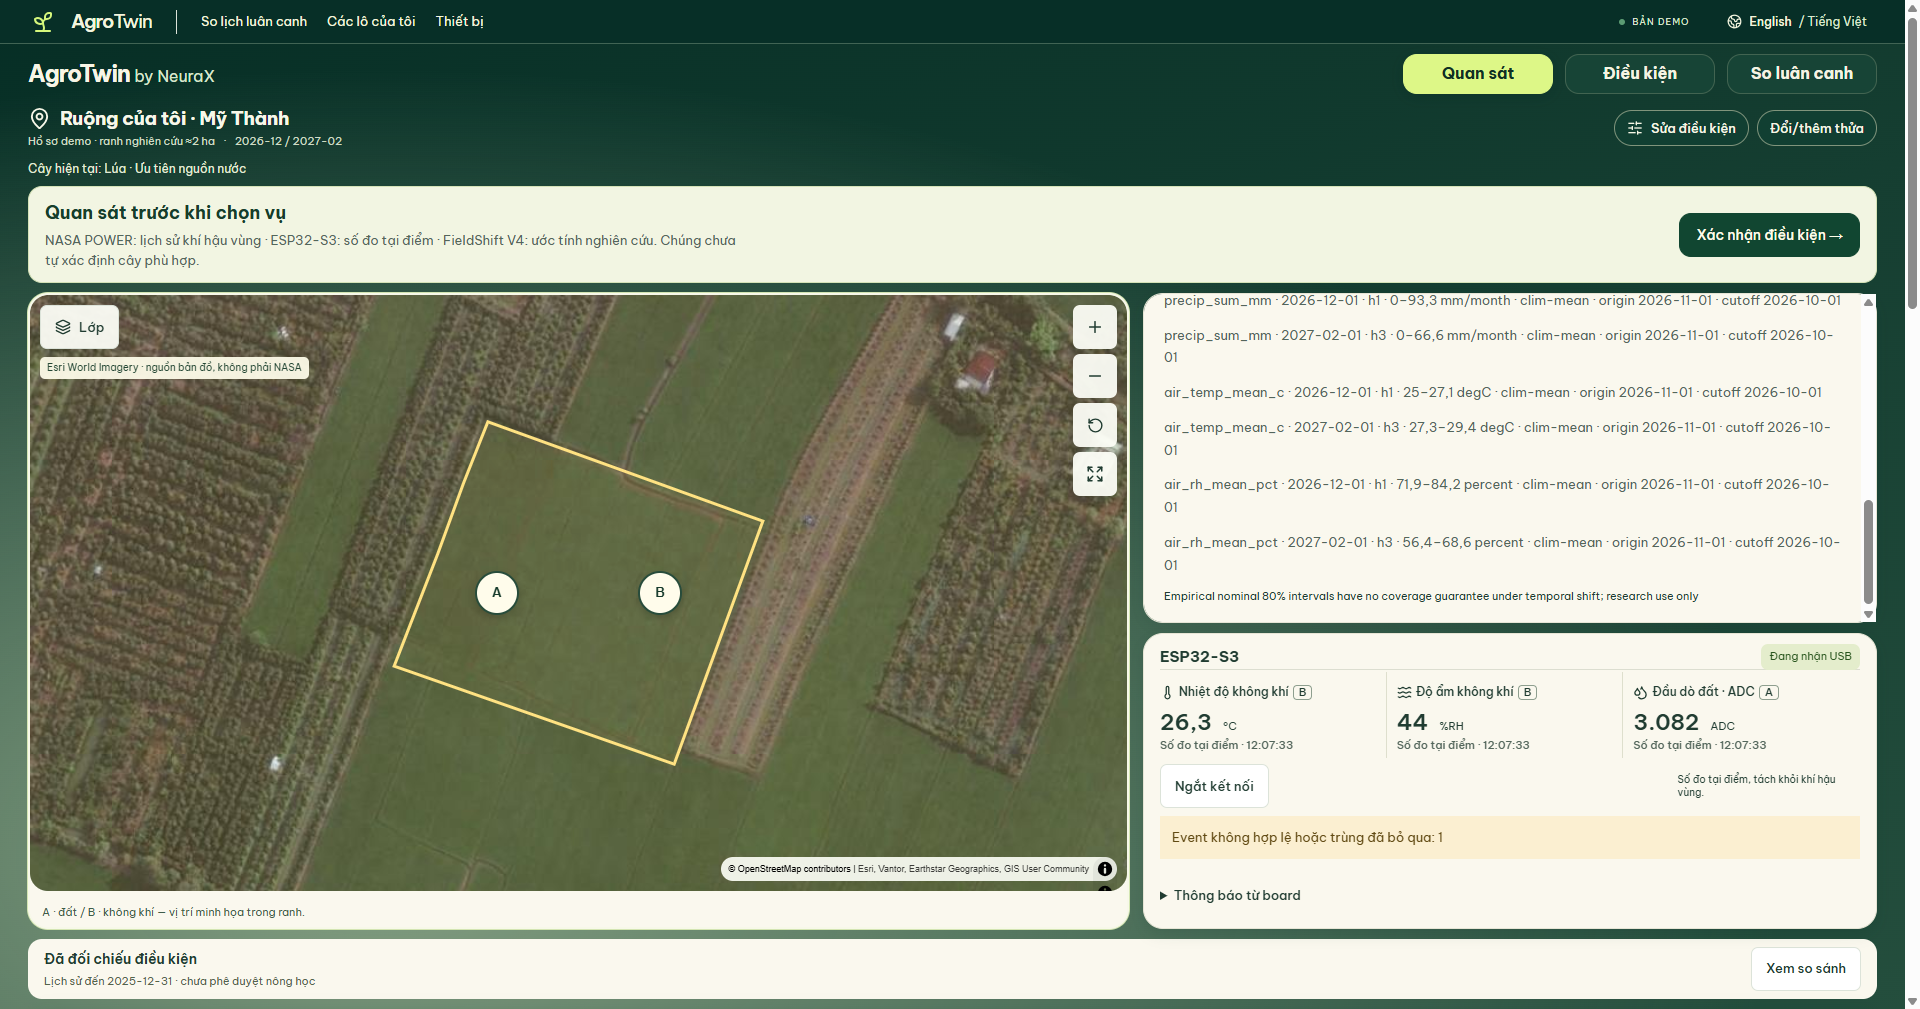 AgroTwin
So lịch luân canh
Các lô của tôi
Thiết bị
BẢN DEMO
English / Tiếng Việt
AgroTwin by NeuraX
Quan sát
Điều kiện
So luân canh
Ruộng của tôi · Mỹ Thành
Hồ sơ demo · ranh nghiên cứu ≈2 ha · 2026-12 / 2027-02
Sửa điều kiện
Đổi/thêm thửa
Cây hiện tại: Lúa · Ưu tiên nguồn nước
Quan sát trước khi chọn vụ
NASA POWER: lịch sử khí hậu vùng · ESP32-S3: số đo tại điểm · FieldShift V4: ước tính nghiên cứu. Chúng chưa
tự xác định cây phù hợp.
Xác nhận điều kiện →
Lớp
Esri World Imagery · nguồn bản đồ, không phải NASA
A
B
© OpenStreetMap contributors | Esri, Vantor, Earthstar Geographics, GIS User Community
A · đất / B · không khí — vị trí minh họa trong ranh.
precip_sum_mm · 2026-12-01 · h1 · 0–93,3 mm/month · clim-mean · origin 2026-11-01 · cutoff 2026-10-01
precip_sum_mm · 2027-02-01 · h3 · 0–66,6 mm/month · clim-mean · origin 2026-11-01 · cutoff 2026-10-
01
air_temp_mean_c · 2026-12-01 · h1 · 25–27,1 degC · clim-mean · origin 2026-11-01 · cutoff 2026-10-01
air_temp_mean_c · 2027-02-01 · h3 · 27,3–29,4 degC · clim-mean · origin 2026-11-01 · cutoff 2026-10-
01
air_rh_mean_pct · 2026-12-01 · h1 · 71,9–84,2 percent · clim-mean · origin 2026-11-01 · cutoff 2026-10-
01
air_rh_mean_pct · 2027-02-01 · h3 · 56,4–68,6 percent · clim-mean · origin 2026-11-01 · cutoff 2026-10-
01
Empirical nominal 80% intervals have no coverage guarantee under temporal shift; research use only
ESP32-S3
Đang nhận USB
Nhiệt độ không khí B
26,3 °C
Số đo tại điểm · 12:07:33
Độ ẩm không khí B
44 %RH
Số đo tại điểm · 12:07:33
Đầu dò đất · ADC A
3.082 ADC
Số đo tại điểm · 12:07:33
Ngắt kết nối
Số đo tại điểm, tách khỏi khí hậu
vùng.
Event không hợp lệ hoặc trùng đã bỏ qua: 1
Thông báo từ board
Đã đối chiếu điều kiện
Lịch sử đến 2025-12-31 · chưa phê duyệt nông học
Xem so sánh